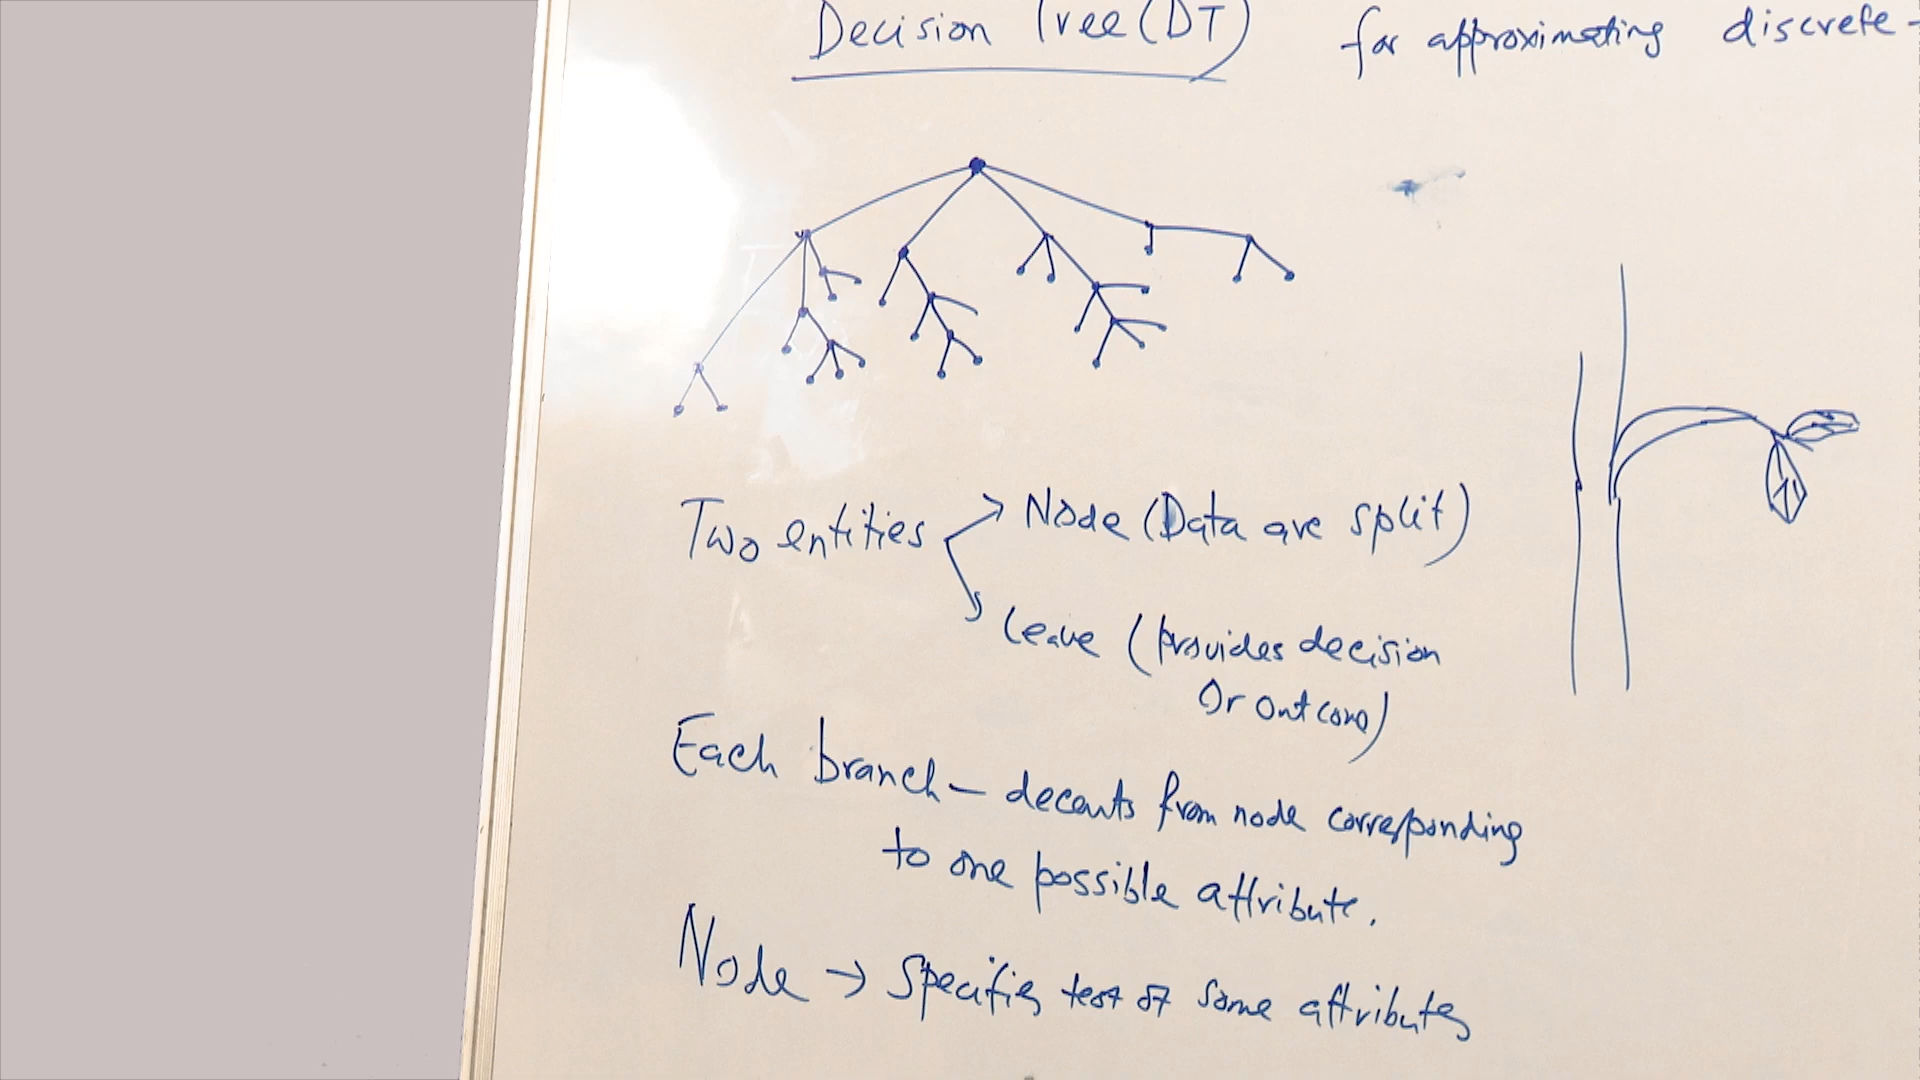 Decision Tree (DT) for approximating discrete-
Two entities → Node (Data are split)
Leave (provides decision
Or outcome)
Each branch — decents from node corresponding
to one possible attribute.
Node → Specifies test of some attributes